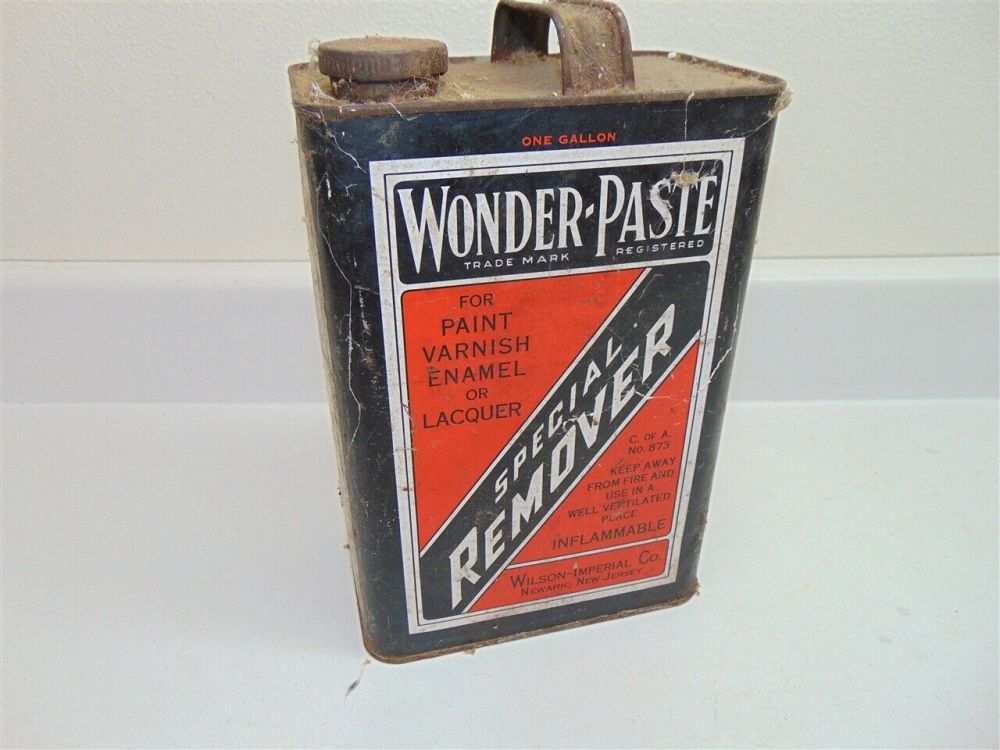 ONE GALLON
WONDER-PASTE
TRADE MARK REGISTERED
FOR
PAINT
VARNISH
ENAMEL
OR
LACQUER
SPECIAL
REMOVER
C. OF A.
NO. 873
KEEP AWAY
FROM FIRE AND
USE IN A
WELL VENTILATED
PLACE
INFLAMMABLE
WILSON-IMPERIAL CO.
NEWARK, NEW JERSEY